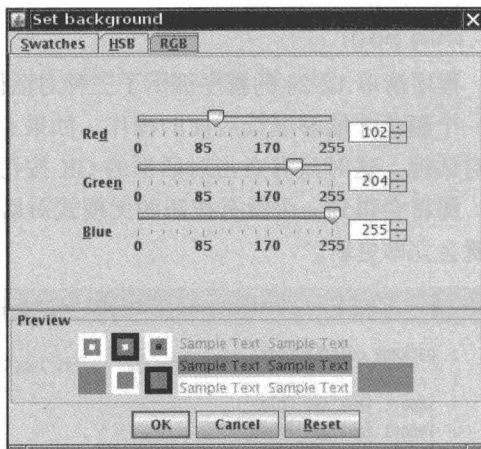 Set background
Swatches HSB RGB
Red 102
0 85 170 255
Green 204
0 85 170 255
Blue 255
0 85 170 255
Preview
Sample Text Sample Text
Sample Text Sample Text
Sample Text Sample Text
OK Cancel Reset